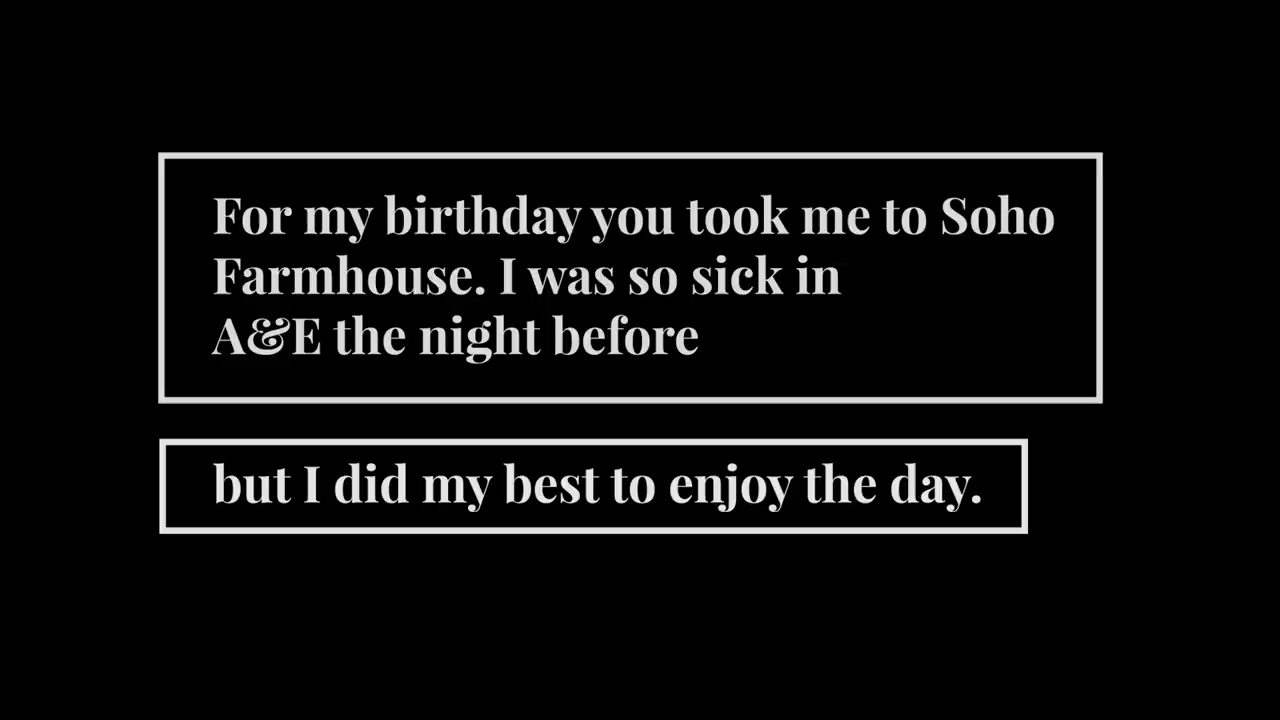 For my birthday you took me to Soho
Farmhouse. I was so sick in
A&E the night before
but I did my best to enjoy the day.